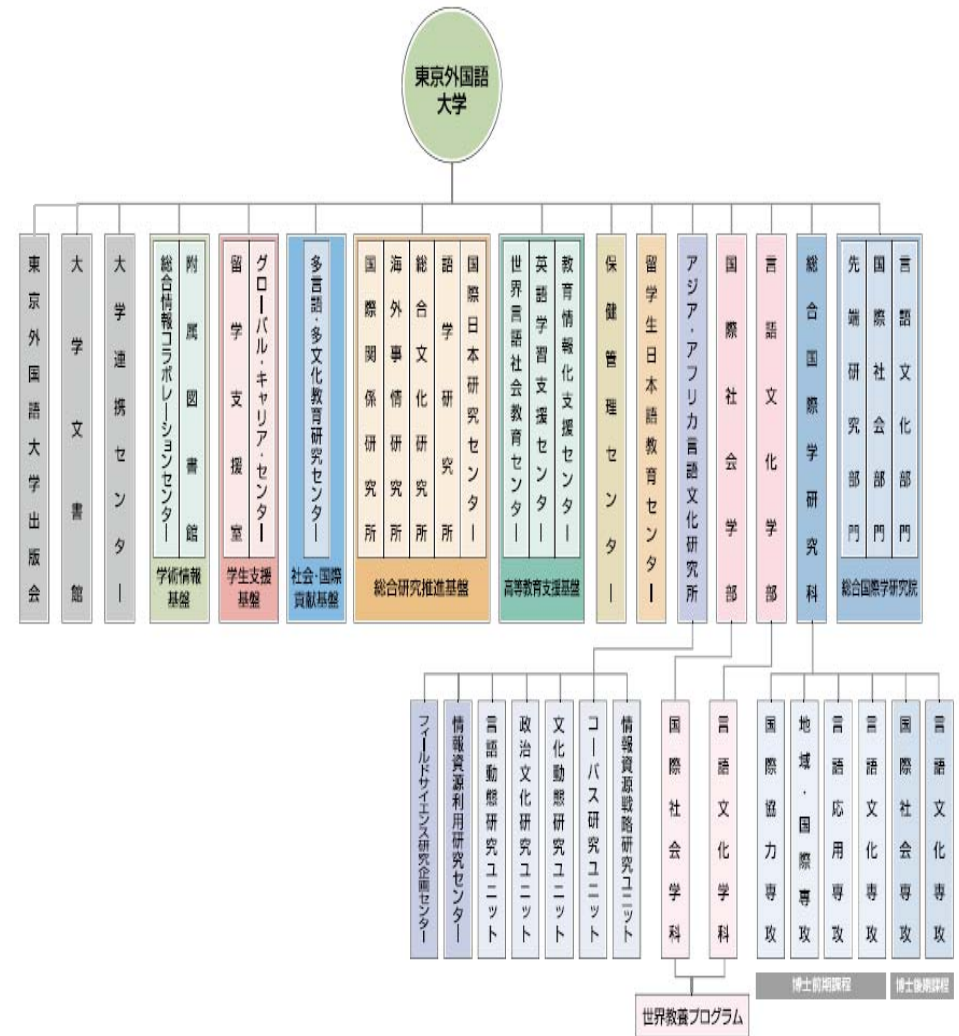 東京外国語
大学
東京外国語大学出版会
大学文書館
大学連携センター
総合情報コラボレーションセンター
附属図書館
学術情報
基盤
留学支援室
グローバル・キャリア・センター
学生支援
基盤
多言語・多文化教育研究センター
社会・国際
貢献基盤
国際関係研究所
海外事情研究所
総合文化研究所
語学研究所
国際日本研究センター
総合研究推進基盤
世界言語社会教育センター
英語学習支援センター
教育情報化支援センター
高等教育支援基盤
保健管理センター
留学生日本語教育センター
アジア・アフリカ言語文化研究所
国際社会学部
言語文化学部
総合国際学研究科
先端研究部門
国際社会部門
言語文化部門
総合国際学研究院
フィールドサイエンス研究企画センター
情報資源利用研究センター
言語動態研究ユニット
政治文化研究ユニット
文化動態研究ユニット
コーパス研究ユニット
情報資源戦略研究ユニット
国際社会学科
言語文化学科
国際協力専攻
地域・国際専攻
言語応用専攻
言語文化専攻
国際社会専攻
言語文化専攻
博士前期課程
博士後期課程
世界教養プログラム